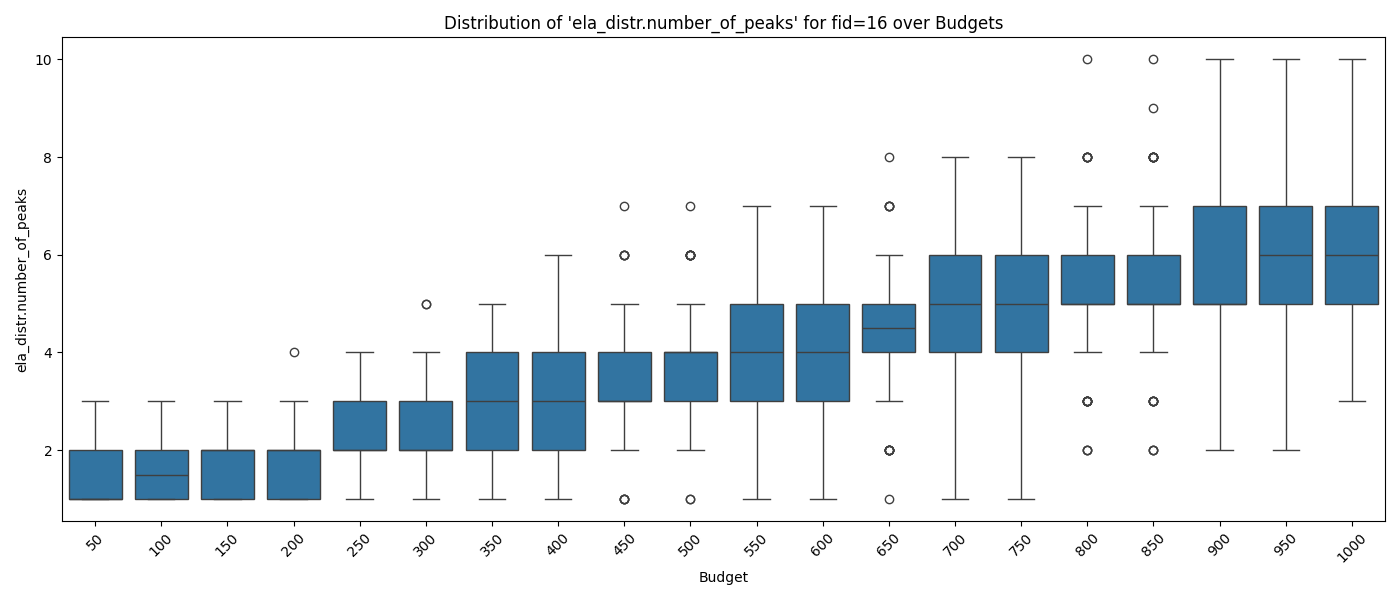 Distribution of 'ela_distr.number_of_peaks' for fid=16 over Budgets
ela_distr.number_of_peaks
10
8
6
4
2
50 100 150 200 250 300 350 400 450 500 550 600 650 700 750 800 850 900 950 1000
Budget